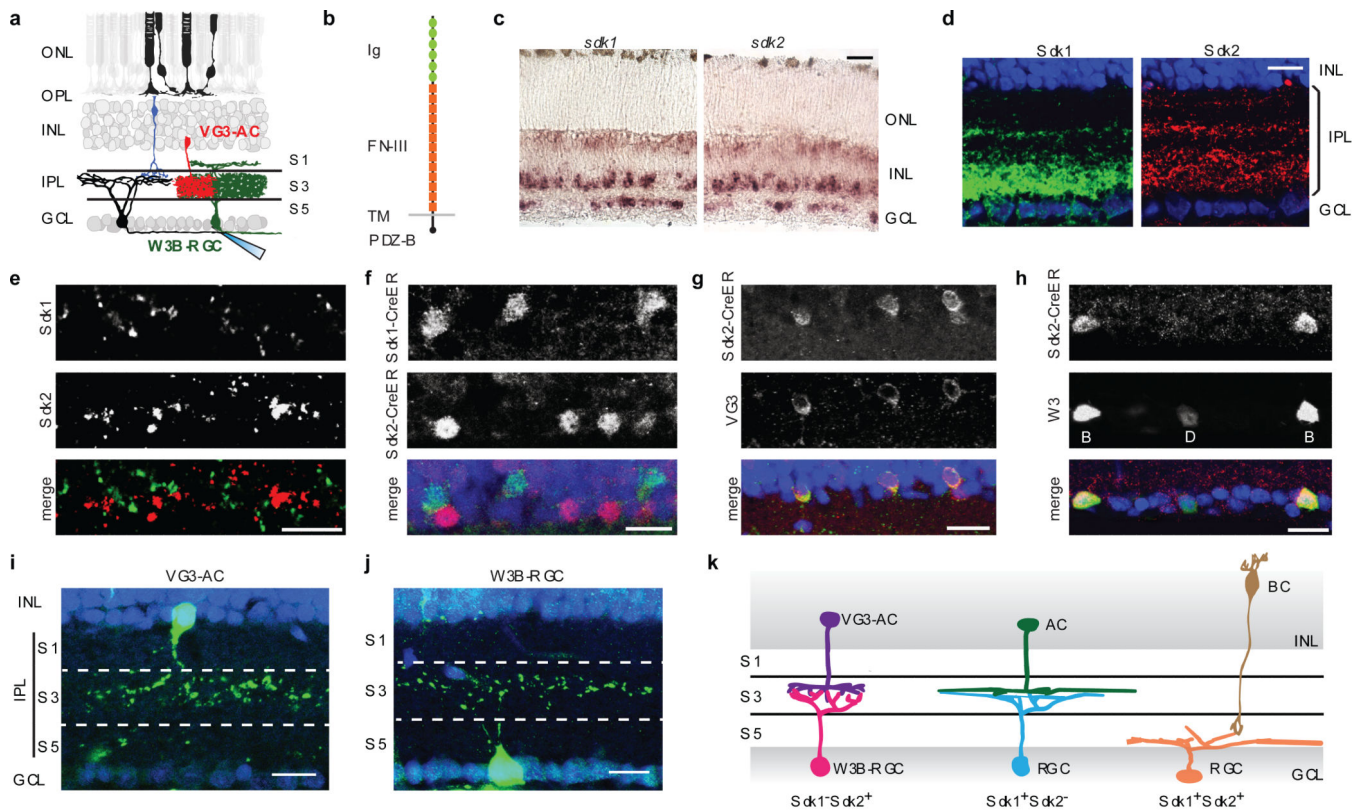 a
ONL
OPL
INL
VG3-AC
S1
IPL
S3
S5
GCL
W3B-RGC
b
Ig
FN-III
TM
PDZ-B
c
sdk1
sdk2
ONL
INL
GCL
d
Sdk1
Sdk2
INL
IPL
GCL
e
Sdk1
Sdk2
merge
f
Sdk1-CreER
Sdk2-CreER
merge
g
Sdk2-CreER
VG3
merge
h
Sdk2-CreER
W3
B
D
B
merge
i
VG3-AC
INL
IPL
S1
S3
S5
GCL
j
W3B-RGC
S1
S3
S5
k
BC
VG3-AC
AC
INL
S1
S3
S5
W3B-RGC
RGC
RGC
GCL
Sdk1⁻Sdk2⁺
Sdk1⁺Sdk2⁻
Sdk1⁺Sdk2⁺